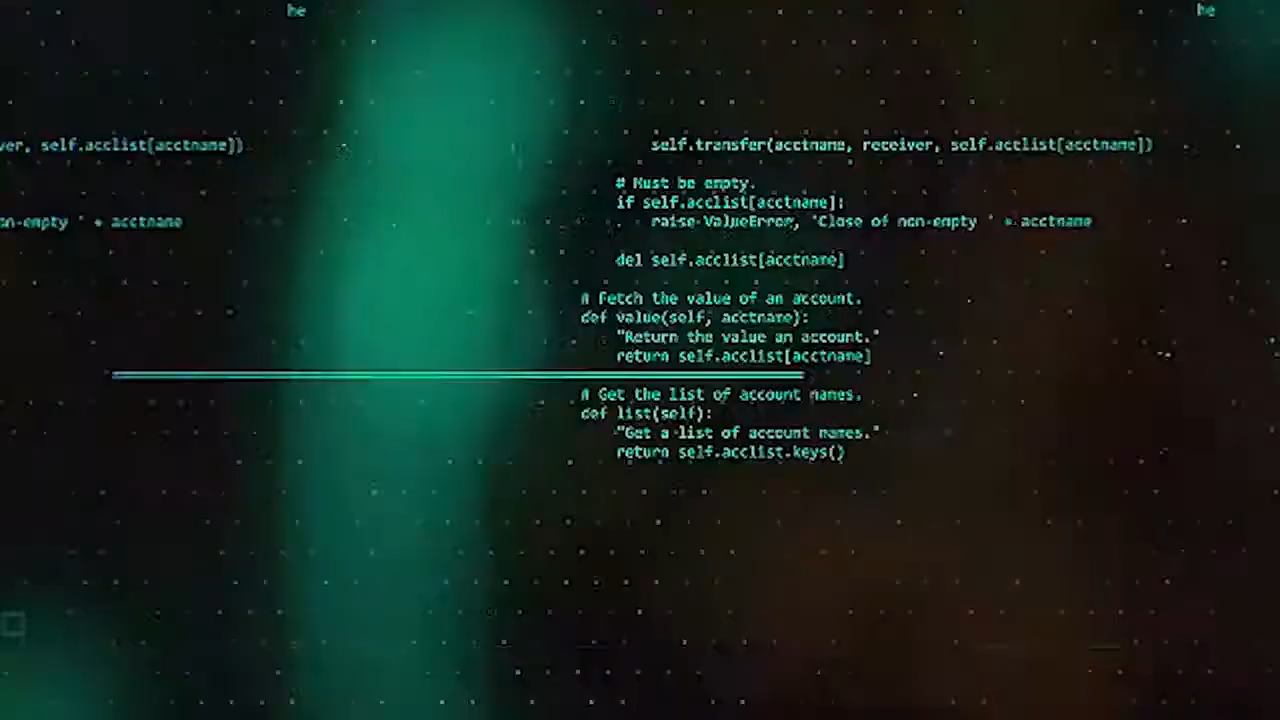 he he
ver, self.acclist[acctname]) self.transfer(acctname, receiver, self.acclist[acctname])
# Must be empty.
if self.acclist[acctname]:
on-empty ' + acctname raise ValueError, 'Close of non-empty ' + acctname
del self.acclist[acctname]
# Fetch the value of an account.
def value(self, acctname):
"Return the value an account."
return self.acclist[acctname]
# Get the list of account names.
def list(self):
"Get a list of account names."
return self.acclist.keys()